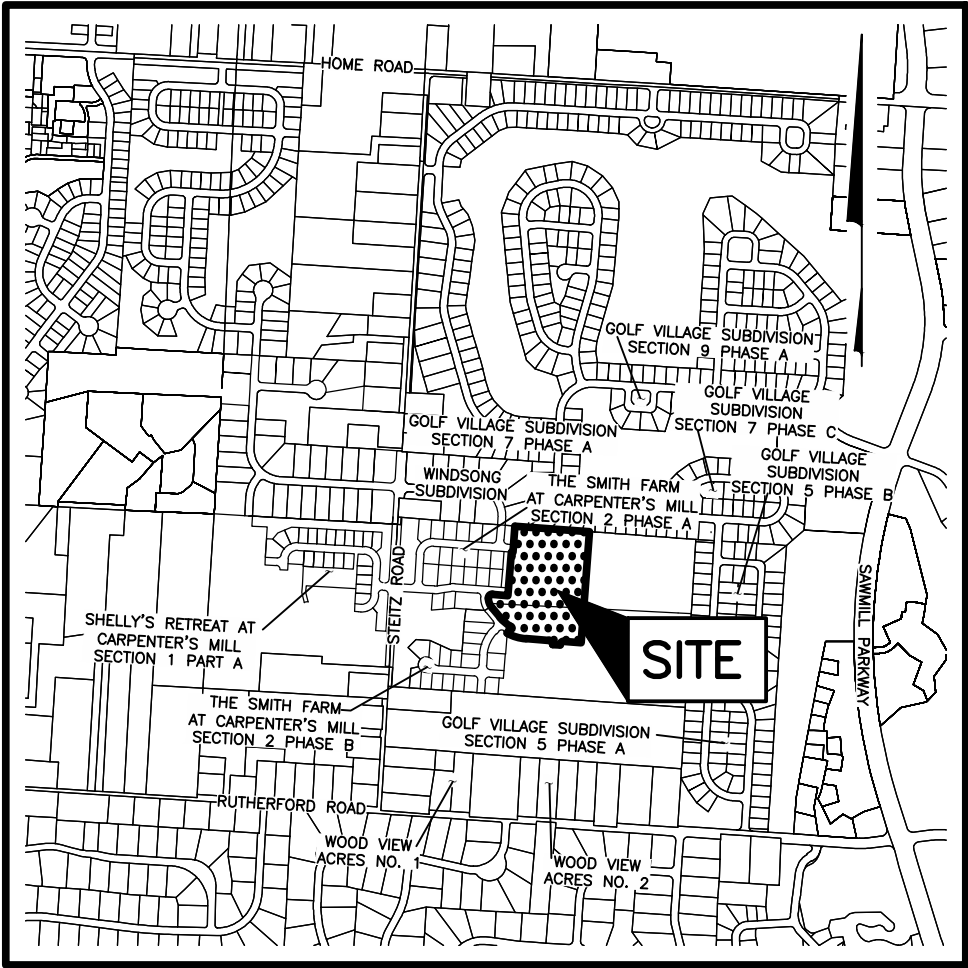 HOME ROAD
GOLF VILLAGE SUBDIVISION
SECTION 9 PHASE A
GOLF VILLAGE
SUBDIVISION
SECTION 7 PHASE C
GOLF VILLAGE SUBDIVISION
SECTION 7 PHASE A
GOLF VILLAGE
SUBDIVISION
SECTION 5 PHASE B
WINDSONG
SUBDIVISION
THE SMITH FARM
AT CARPENTER'S MILL
SECTION 2 PHASE A
STEITZ ROAD
SAWMILL PARKWAY
SHELLY'S RETREAT AT
CARPENTER'S MILL
SECTION 1 PART A
SITE
THE SMITH FARM
AT CARPENTER'S MILL
SECTION 2 PHASE B
GOLF VILLAGE SUBDIVISION
SECTION 5 PHASE A
RUTHERFORD ROAD
WOOD VIEW
ACRES NO. 1
WOOD VIEW
ACRES NO. 2